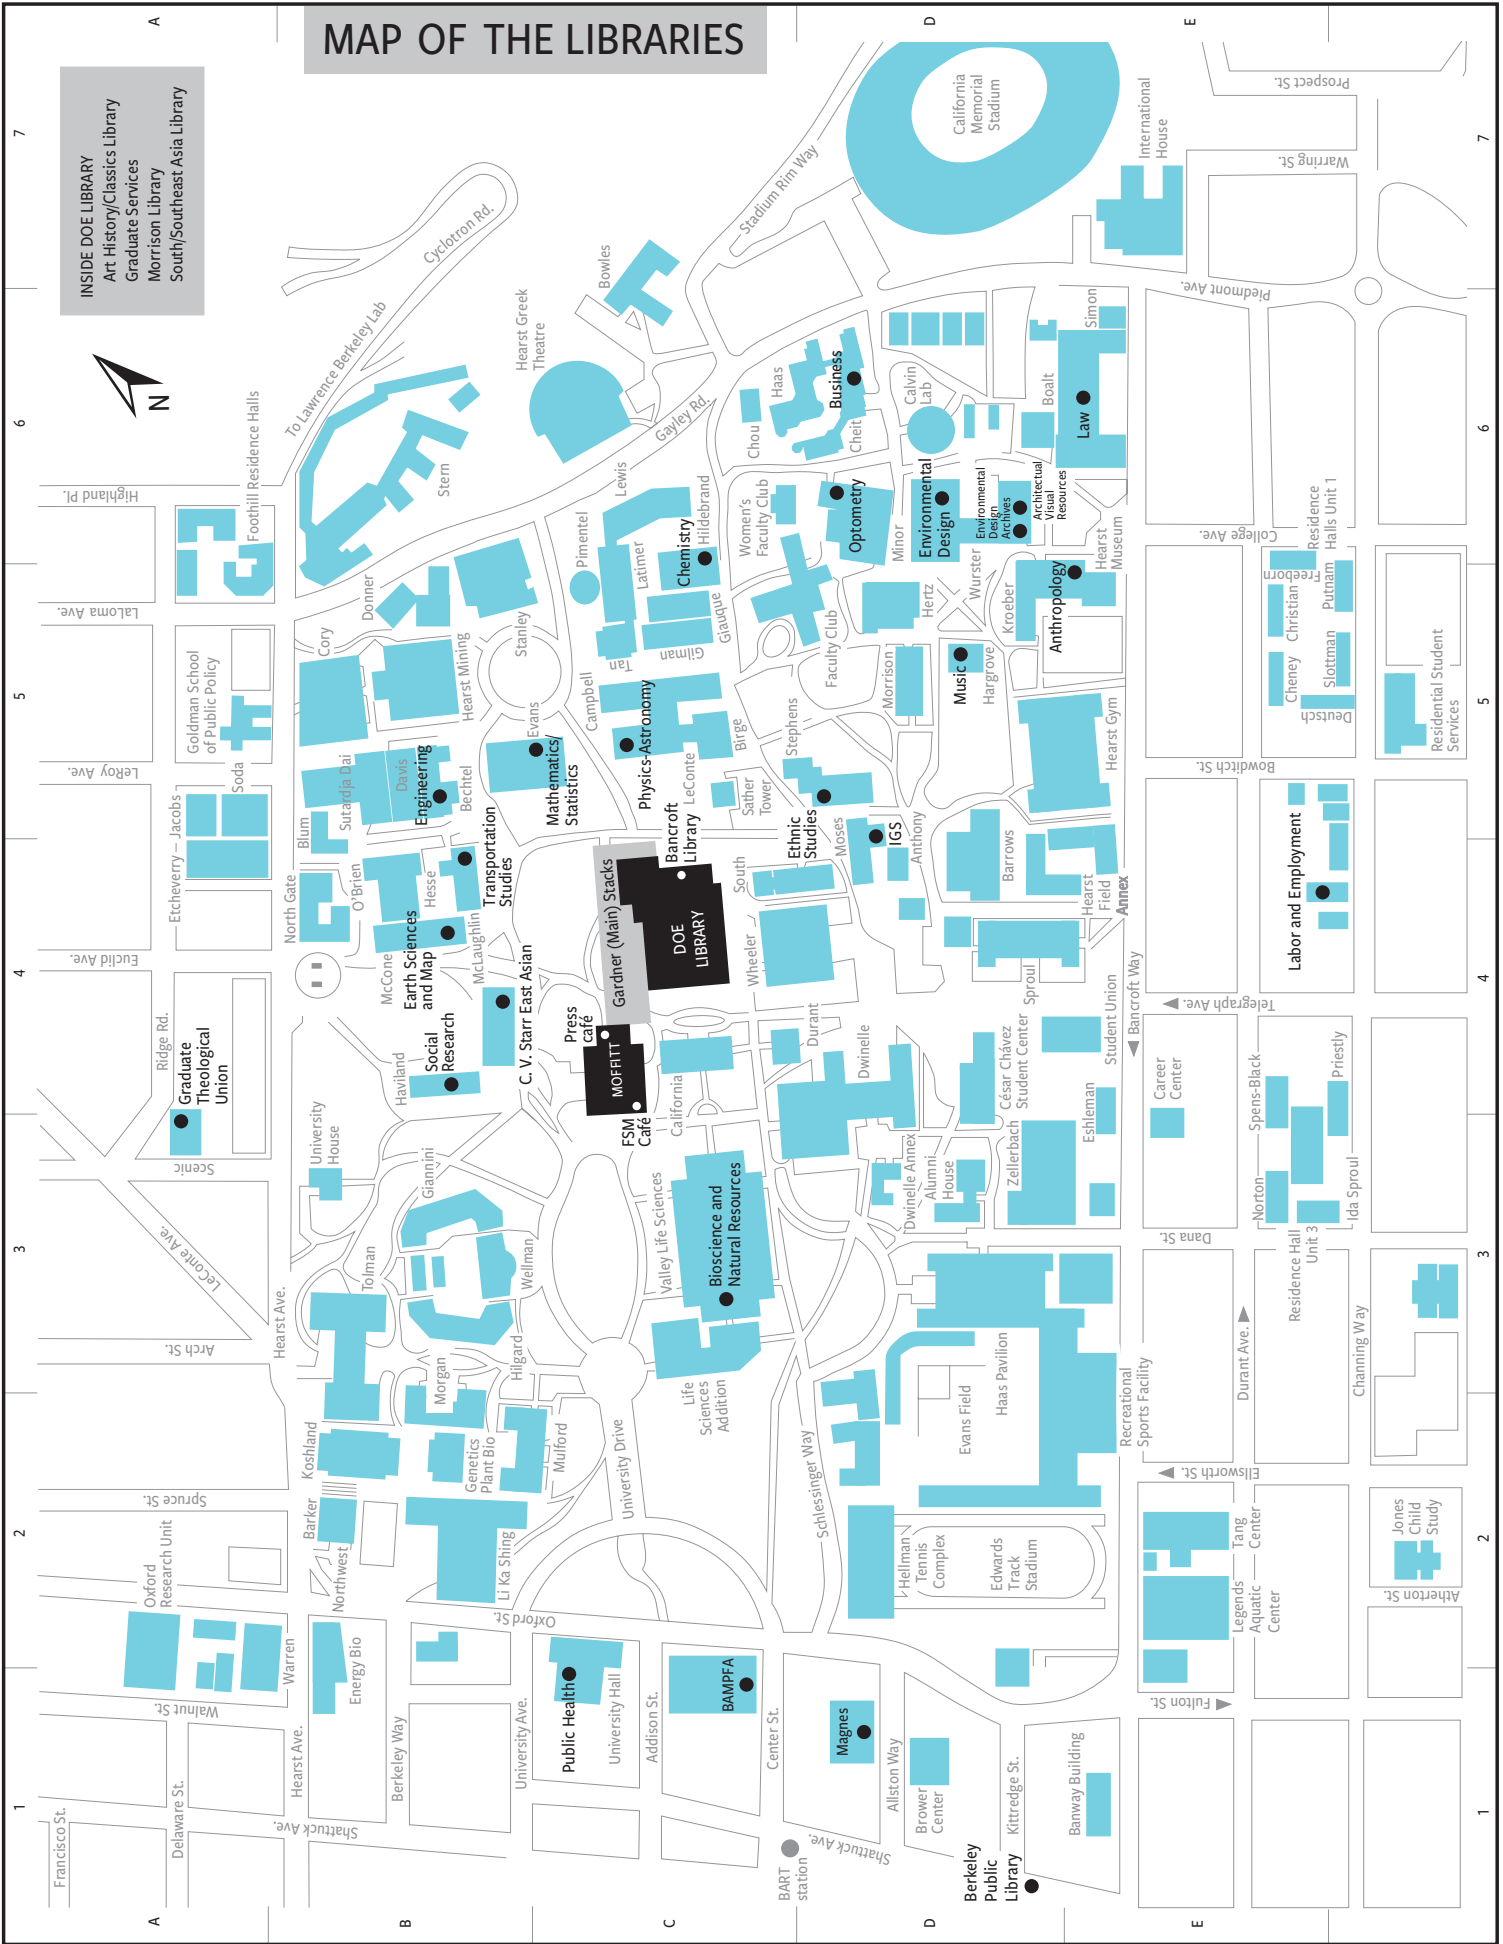 MAP OF THE LIBRARIES
INSIDE DOE LIBRARY
Art History/Classics Library
Graduate Services
Morrison Library
South/Southeast Asia Library
N
A
D
E
7
7
6
6
5
5
4
4
3
3
2
2
1
1
A
B
C
D
E
California
Memorial
Stadium
International
House
Prospect St.
Warring St.
Piedmont Ave.
Stadium Rim Way
Cyclotron Rd.
To Lawrence Berkeley Lab
Bowles
Hearst Greek
Theatre
Gayley Rd.
Highland Pl.
Foothill Residence Halls
Stern
Lewis
Chou
Haas
Business
Cheit
Calvin
Lab
Boalt
Simon
Law
LaLoma Ave.
Donner
Pimentel
Latimer
Hildebrand
Chemistry
Women's
Faculty Club
Optometry
Minor
Environmental
Design
Environmental
Design
Archives
Architectual
Visual
Resources
Wurster
Hearst
Museum
College Ave.
Residence
Halls Unit 1
Cory
Stanley
Tan
Gilman
Giauque
Faculty Club
Hertz
Kroeber
Anthropology
Freeborn
Christian
Putnam
Goldman School
of Public Policy
Hearst Mining
Campbell
Morrison
Music
Hargrove
Cheney
Slottman
Deutsch
Residential Student
Services
LeRoy Ave.
Soda
Sutardja Dai
Davis
Engineering
Bechtel
Evans
Mathematics/
Statistics
Physics-Astronomy
LeConte
Birge
Sather
Tower
Stephens
Ethnic
Studies
Hearst Gym
Bowditch St.
Etcheverry
Jacobs
Blum
North Gate
O'Brien
Hesse
Transportation
Studies
Gardner (Main) Stacks
Bancroft
Library
DOE
LIBRARY
South
Moses
IGS
Anthony
Barrows
Hearst
Field
Annex
Labor and Employment
Euclid Ave.
McCone
Earth Sciences
and Map
McLaughlin
C. V. Starr East Asian
Wheeler
Sproul
Bancroft Way
Telegraph Ave.
Ridge Rd.
Graduate
Theological
Union
Haviland
Social
Research
Press
café
MOFFITT
FSM
Café
California
Durant
Dwinelle
César Chávez
Student Center
Student Union
Eshleman
Career
Center
Spens-Black
Priestly
Scenic
University
House
Giannini
Valley Life Sciences
Bioscience and
Natural Resources
Dwinelle Annex
Alumni
House
Zellerbach
Norton
Ida Sproul
Dana St.
Residence Hall
Unit 3
LeConte Ave.
Hearst Ave.
Tolman
Wellman
Hilgard
Arch St.
Morgan
Life
Sciences
Addition
Evans Field
Haas Pavilion
Recreational
Sports Facility
Durant Ave.
Channing Way
Koshland
Genetics
Plant Bio
Mulford
University Drive
Schlessinger Way
Ellsworth St.
Spruce St.
Barker
Oxford
Research Unit
Northwest
Li Ka Shing
Hellman
Tennis
Complex
Edwards
Track
Stadium
Tang
Center
Legends
Aquatic
Center
Jones
Child
Study
Atherton St.
Oxford St.
Warren
Walnut St.
Energy Bio
Public Health
University Hall
BAMPFA
Magnes
Fulton St.
Hearst Ave.
Berkeley Way
University Ave.
Addison St.
Center St.
Allston Way
Brower
Center
Kittredge St.
Banway Building
Francisco St.
Delaware St.
Shattuck Ave.
BART
station
Shattuck Ave.
Berkeley
Public
Library